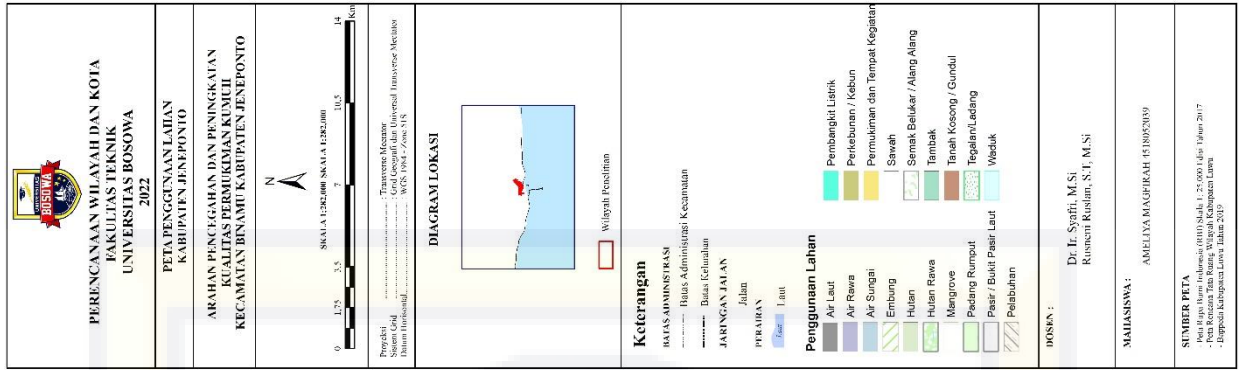 BOSOWA
PERENCANAAN WILAYAH DAN KOTA
FAKULTAS TEKNIK
UNIVERSITAS BOSOWA
2022
PETA PENGGUNAAN LAHAN
KABUPATEN JENEPONTO
ARAHAN PENCEGAHAN DAN PENINGKATAN
KUALITAS PERMUKIMAN KUMUH
KECAMATAN BINAMU KABUPATEN JENEPONTO
N
SKALA 1:282.000 SKALA 1:282.000
0 1,75 3,5 7 10,5 14
Km
Proyeksi : Transverse Mecator
Sistem Grid : Grid Geografi dan Universal Transverse Mectator
Datum Horisontal : WGS 1984 - Zone 51S
DIAGRAM LOKASI
Wilayah Penelitian
Keterangan
BATAS ADMINISTRASI
Batas Administrasi Kecamatan
Batas Kelurahan
JARINGAN JALAN
Jalan
PERAIRAN
Laut Laut
Penggunaan Lahan
Air Laut
Air Rawa
Air Sungai
Embung
Hutan
Hutan Rawa
Mangrove
Padang Rumput
Pasir / Bukit Pasir Laut
Pelabuhan
Pembangkit Listrik
Perkebunan / Kebun
Permukiman dan Tempat Kegiatan
Sawah
Semak Belukar / Alang Alang
Tambak
Tanah Kosong / Gundul
Tegalan/Ladang
Waduk
DOSEN :
Dr. Ir. Syafri, M.Si
Rusneni Ruslan, S.T, M.Si
MAHASISWA :
AMELIYA MAGFIRAH 4518052039
SUMBER PETA
- Peta Rupa Bumi Indonesia (RBI) Skala 1 : 25.000 Edisi Tahun 2017
- Peta Rencana Tata Ruang Wilayah Kabupaten Luwu
- Bappeda Kabupaten Luwu Tahun 2019